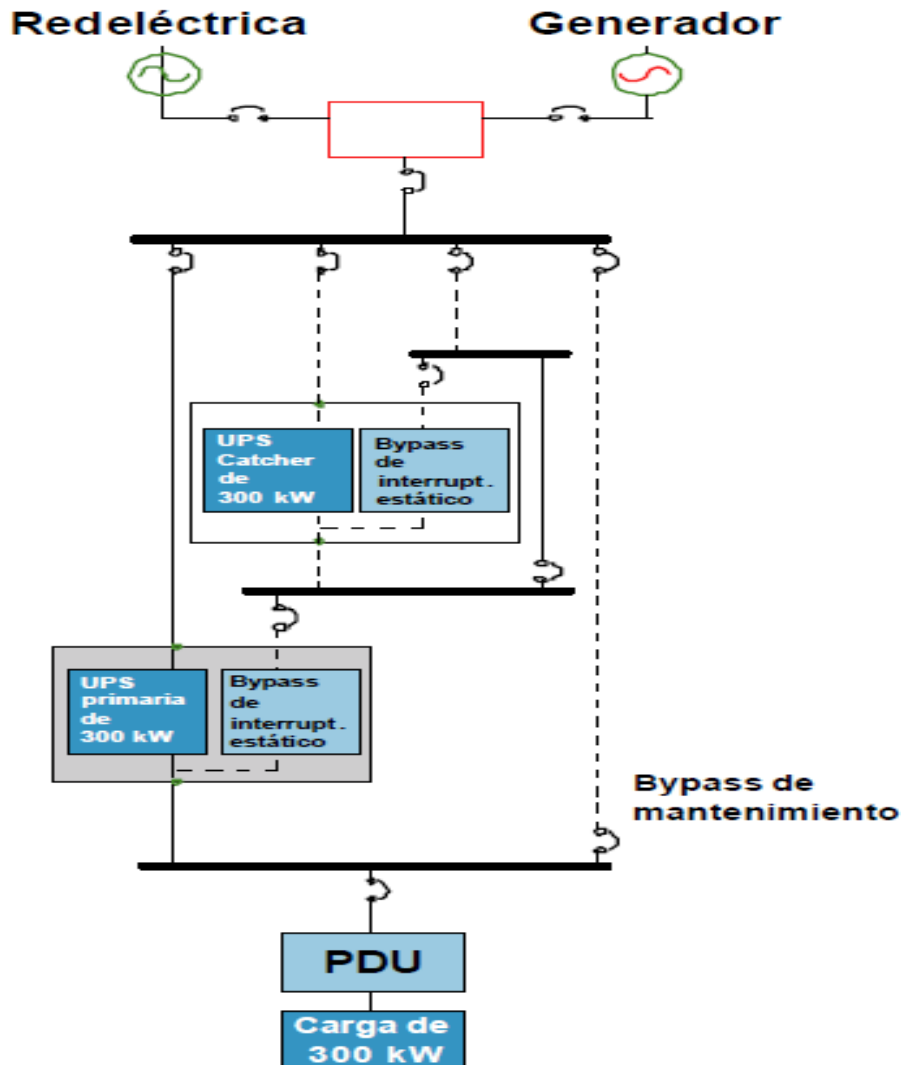 Redeléctrica
Generador
UPS
Catcher
de
300 kW
Bypass
de
interrupt.
estático
UPS
primaria
de
300 kW
Bypass
de
interrupt.
estático
Bypass de
mantenimiento
PDU
Carga de
300 kW